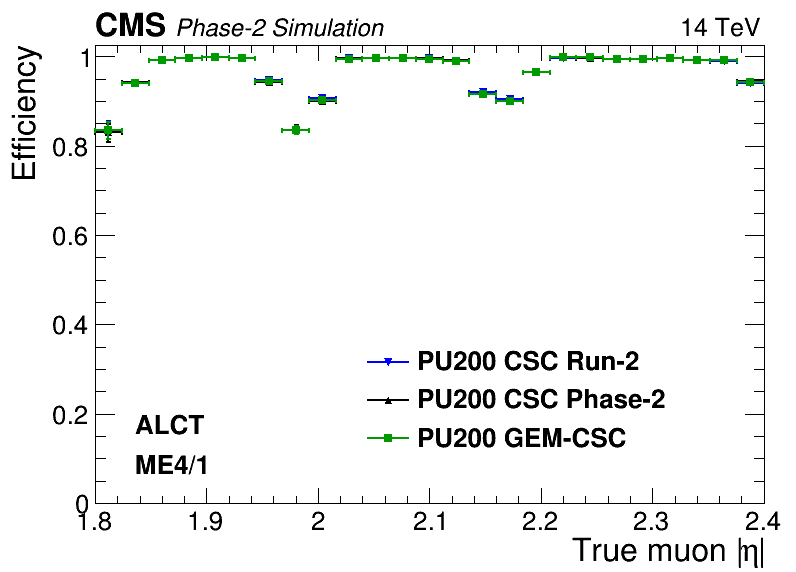 CMS Phase-2 Simulation 14 TeV
Efficiency
1
0.8
0.6
0.4
0.2
0
PU200 CSC Run-2
PU200 CSC Phase-2
PU200 GEM-CSC
ALCT
ME4/1
1.8 1.9 2 2.1 2.2 2.3 2.4
True muon |η|